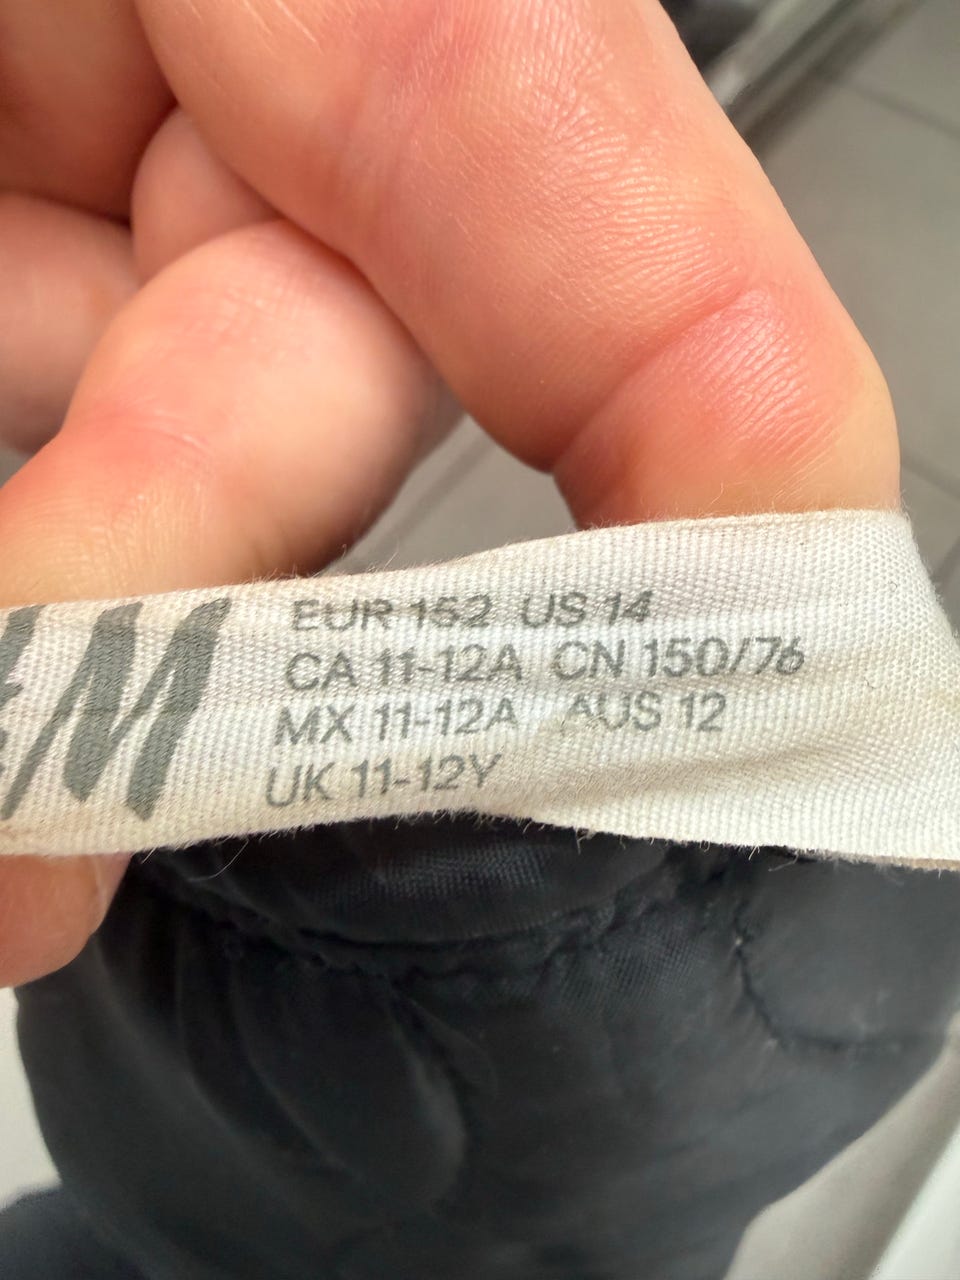 M
EUR 152 US 14
CA 11-12A CN 150/76
MX 11-12A AUS 12
UK 11-12Y